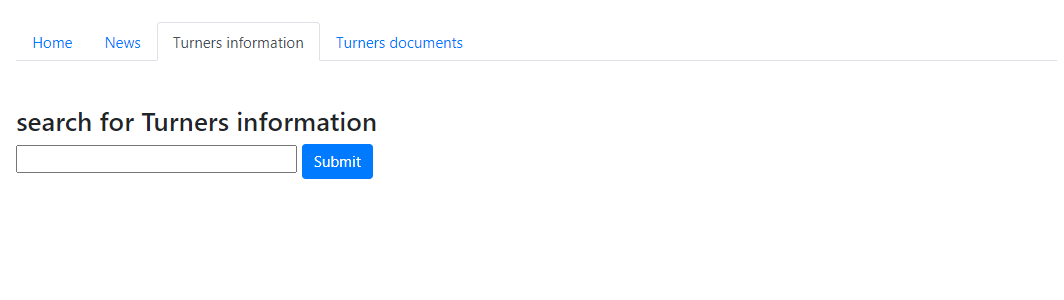 Home News Turners information Turners documents
search for Turners information
Submit